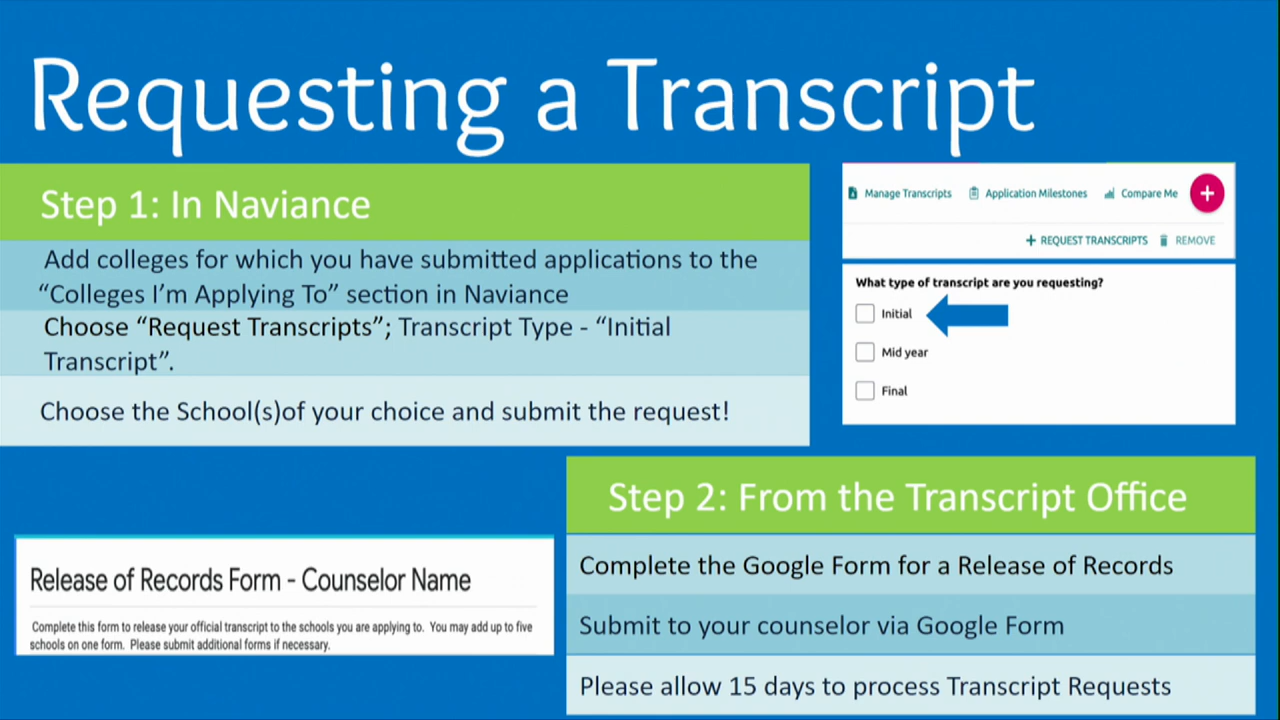 Requesting a Transcript
Step 1: In Naviance
Add colleges for which you have submitted applications to the
“Colleges I’m Applying To” section in Naviance
Choose “Request Transcripts”; Transcript Type - “Initial
Transcript”.
Choose the School(s)of your choice and submit the request!
Manage Transcripts Application Milestones Compare Me +
+ REQUEST TRANSCRIPTS REMOVE
What type of transcript are you requesting?
Initial
Mid year
Final
Release of Records Form - Counselor Name
Complete this form to release your official transcript to the schools you are applying to. You may add up to five
schools on one form. Please submit additional forms if necessary.
Step 2: From the Transcript Office
Complete the Google Form for a Release of Records
Submit to your counselor via Google Form
Please allow 15 days to process Transcript Requests